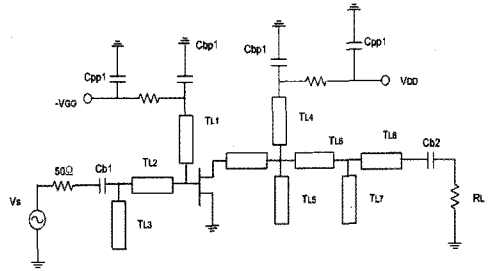 Cpp1
Cbp1
Cpp1
Cbp1
-VGG
VDD
TL1
TL4
50Ω
Cb1
TL2
TL6
TL8
Cb2
Vs
TL3
TL5
TL7
RL